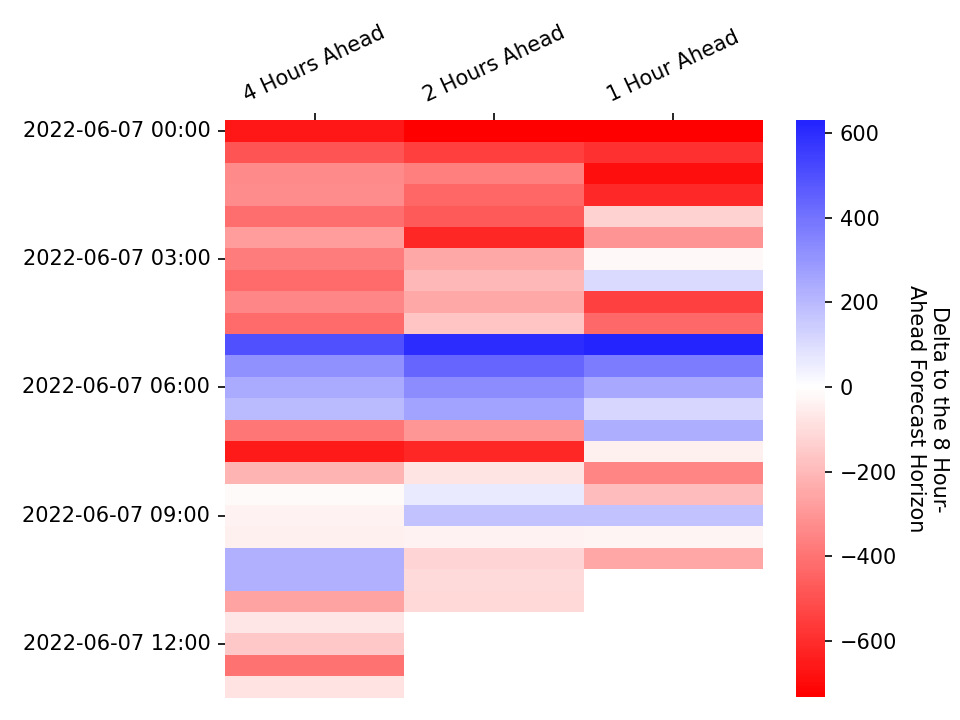 4 Hours Ahead
2 Hours Ahead
1 Hour Ahead
2022-06-07 00:00
2022-06-07 03:00
2022-06-07 06:00
2022-06-07 09:00
2022-06-07 12:00
600
400
200
0
−200
−400
−600
Delta to the 8 Hour-
Ahead Forecast Horizon